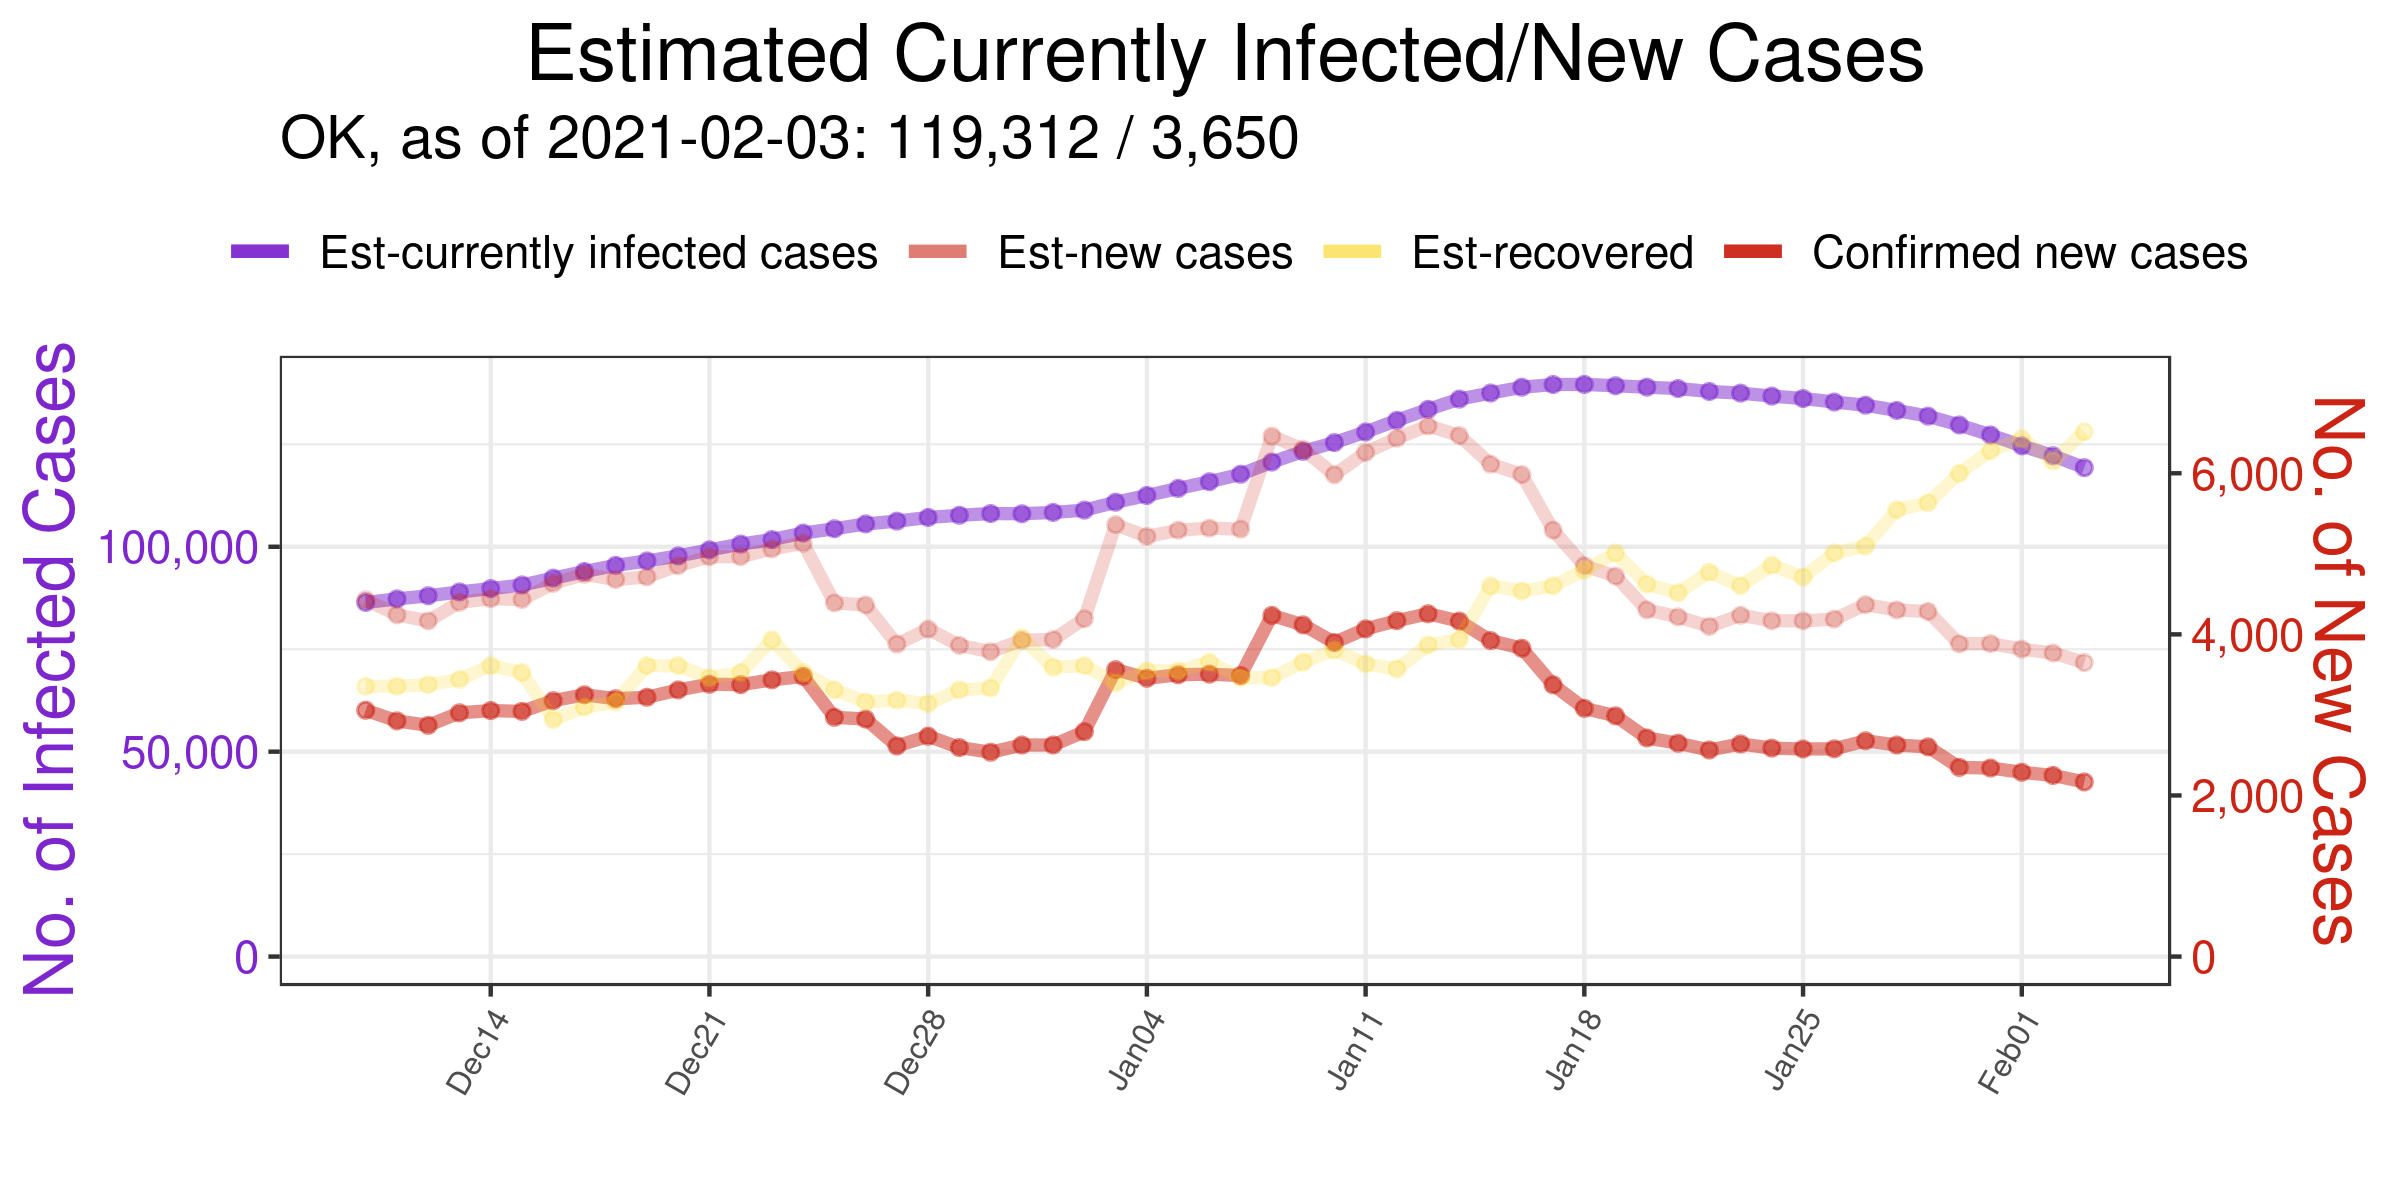 Estimated Currently Infected/New Cases
OK, as of 2021-02-03: 119,312 / 3,650
Est-currently infected cases Est-new cases Est-recovered Confirmed new cases
No. of Infected Cases
100,000
50,000
0
No. of New Cases
6,000
4,000
2,000
0
Dec14 Dec21 Dec28 Jan04 Jan11 Jan18 Jan25 Feb01